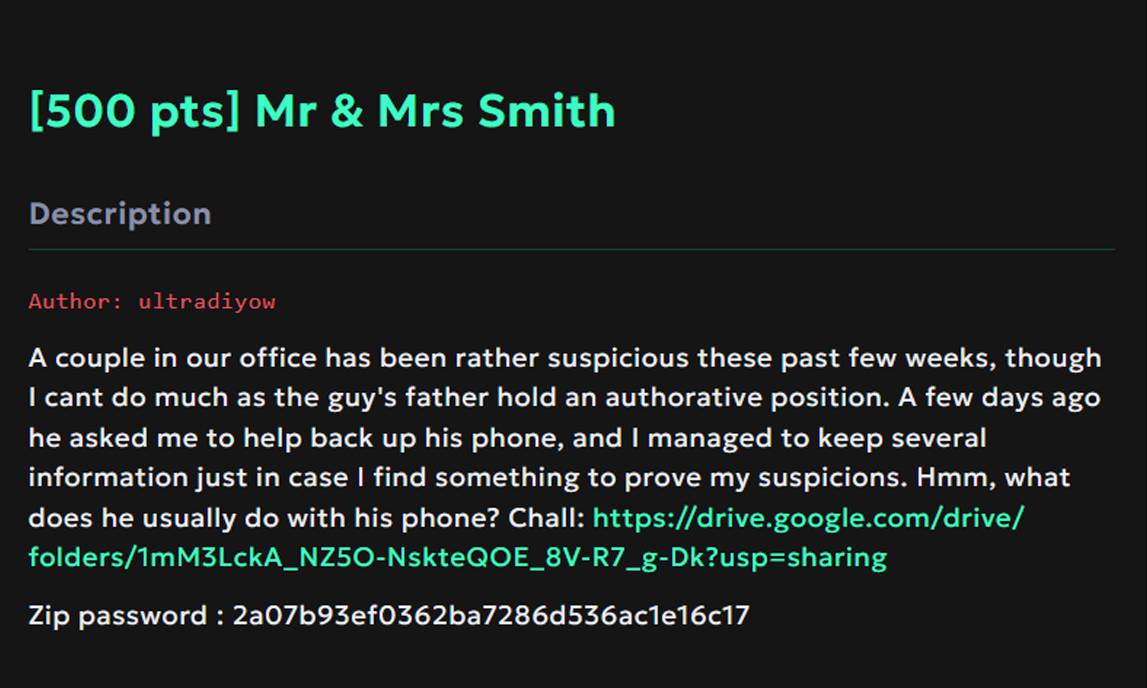 [500 pts] Mr & Mrs Smith
Description
Author: ultradiyow
A couple in our office has been rather suspicious these past few weeks, though
I cant do much as the guy's father hold an authorative position. A few days ago
he asked me to help back up his phone, and I managed to keep several
information just in case I find something to prove my suspicions. Hmm, what
does he usually do with his phone? Chall: https://drive.google.com/drive/
folders/1mM3LckA_NZ5O-NskteQOE_8V-R7_g-Dk?usp=sharing
Zip password : 2a07b93ef0362ba7286d536ac1e16c17